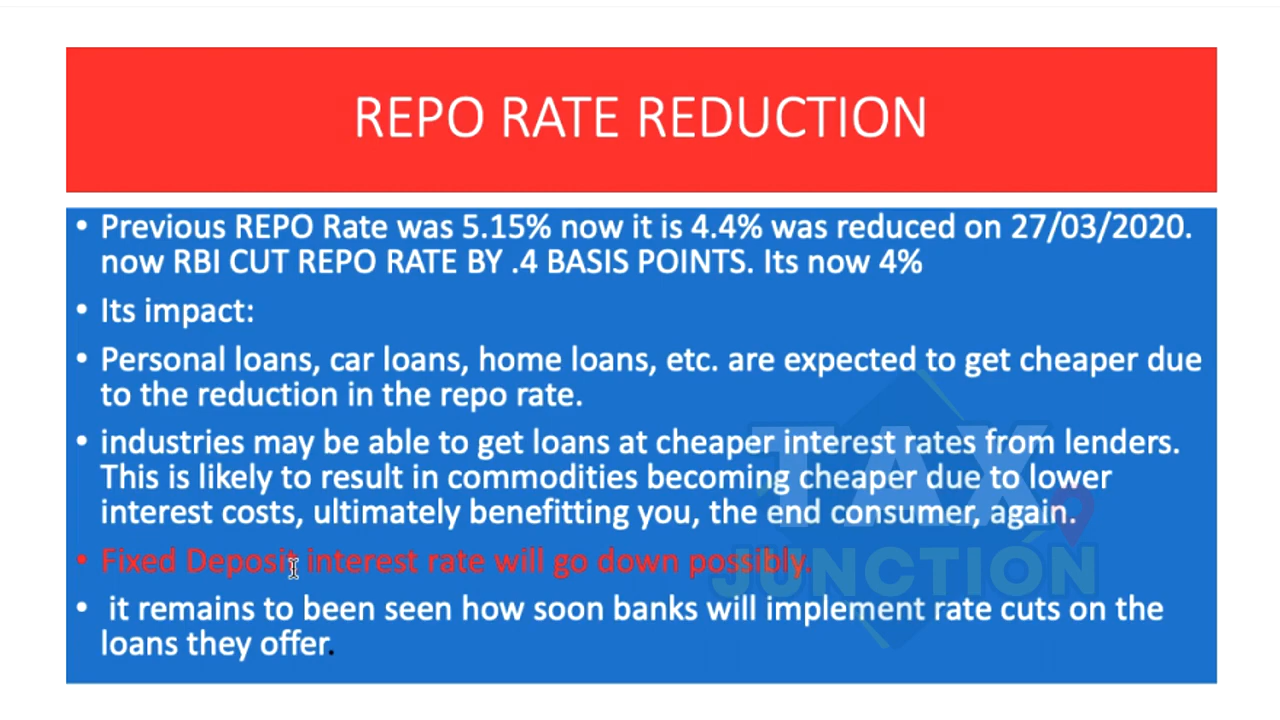 REPO RATE REDUCTION
• Previous REPO Rate was 5.15% now it is 4.4% was reduced on 27/03/2020.
now RBI CUT REPO RATE BY .4 BASIS POINTS. Its now 4%
• Its impact:
• Personal loans, car loans, home loans, etc. are expected to get cheaper due
to the reduction in the repo rate.
• industries may be able to get loans at cheaper interest rates from lenders.
This is likely to result in commodities becoming cheaper due to lower
interest costs, ultimately benefitting you, the end consumer, again.
• Fixed Deposit interest rate will go down possibly.
• it remains to been seen how soon banks will implement rate cuts on the
loans they offer.
TAX
JUNCTION